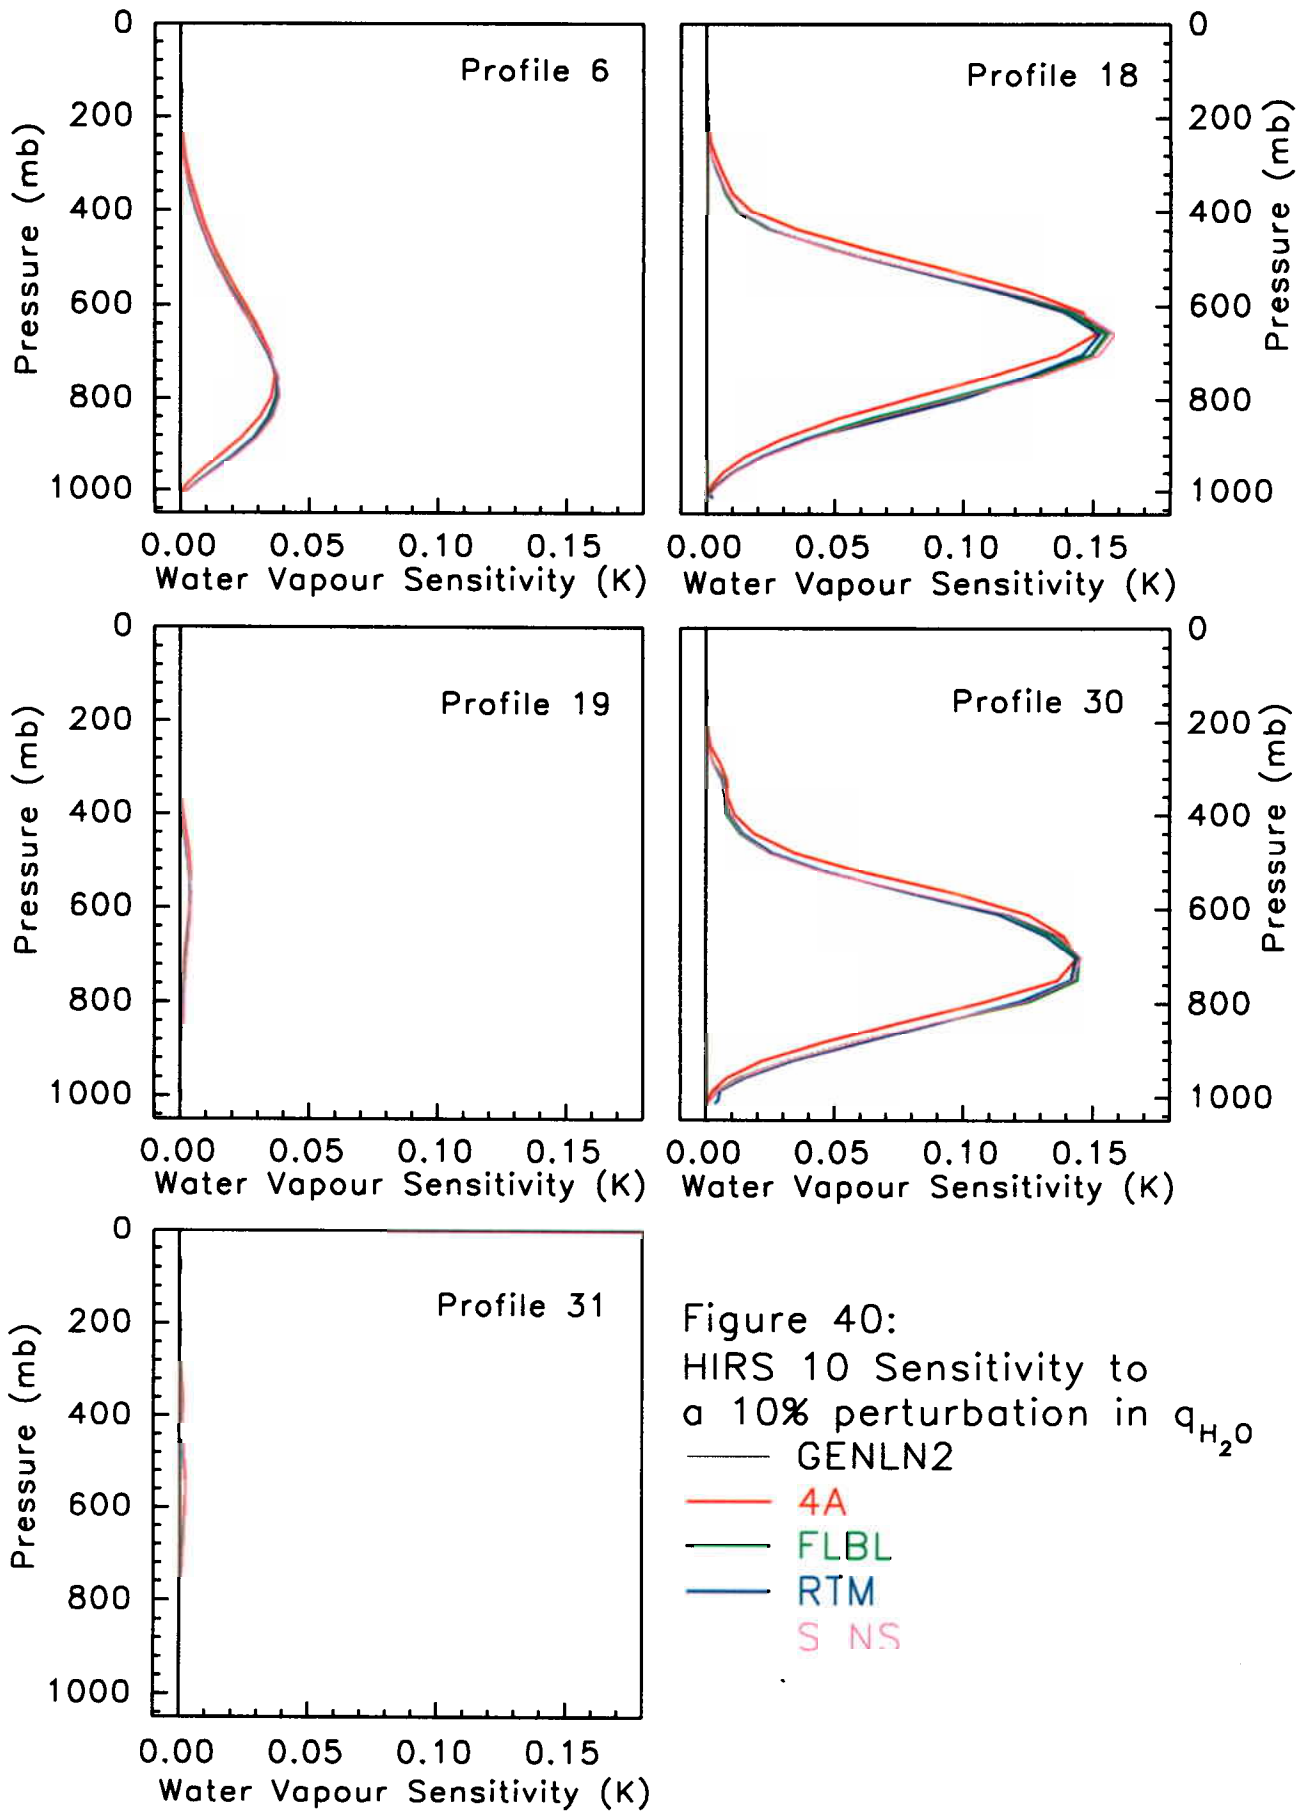 Profile 6
0
200
400
600
800
1000
Pressure (mb)
0.00 0.05 0.10 0.15
Water Vapour Sensitivity (K)
Profile 18
0
200
400
600
800
1000
Pressure (mb)
0.00 0.05 0.10 0.15
Water Vapour Sensitivity (K)
Profile 19
0
200
400
600
800
1000
Pressure (mb)
0.00 0.05 0.10 0.15
Water Vapour Sensitivity (K)
Profile 30
0
200
400
600
800
1000
Pressure (mb)
0.00 0.05 0.10 0.15
Water Vapour Sensitivity (K)
Profile 31
0
200
400
600
800
1000
Pressure (mb)
0.00 0.05 0.10 0.15
Water Vapour Sensitivity (K)
Figure 40:
HIRS 10 Sensitivity to
a 10% perturbation in q_H₂O
GENLN2
4A
FLBL
RTM
S NS